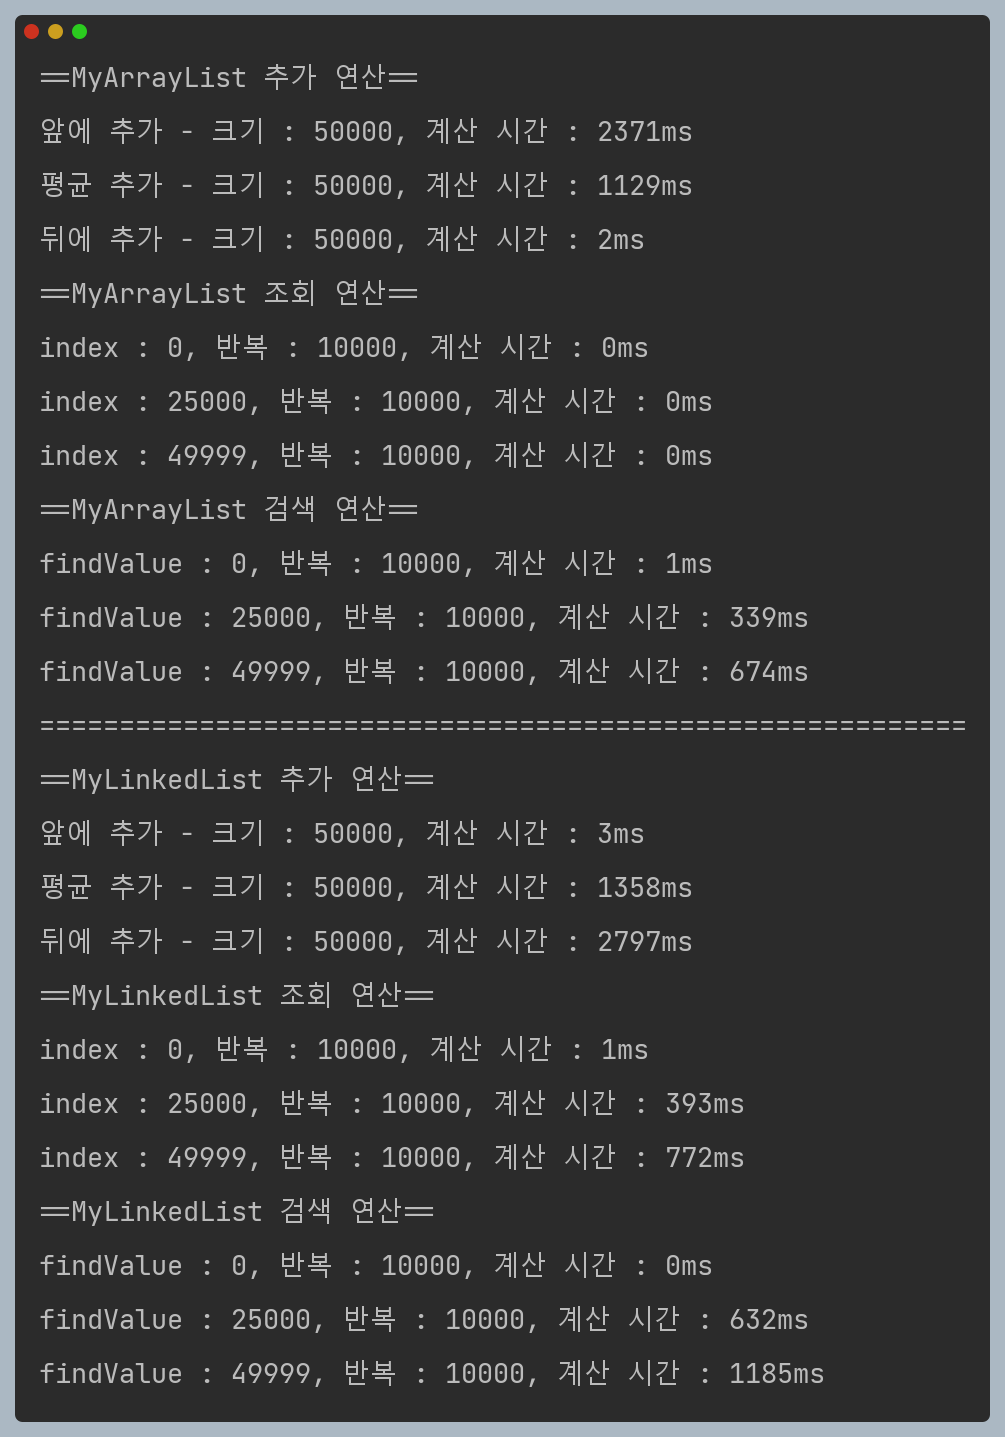 ==MyArrayList 추가 연산==
앞에 추가 - 크기 : 50000, 계산 시간 : 2371ms
평균 추가 - 크기 : 50000, 계산 시간 : 1129ms
뒤에 추가 - 크기 : 50000, 계산 시간 : 2ms
==MyArrayList 조회 연산==
index : 0, 반복 : 10000, 계산 시간 : 0ms
index : 25000, 반복 : 10000, 계산 시간 : 0ms
index : 49999, 반복 : 10000, 계산 시간 : 0ms
==MyArrayList 검색 연산==
findValue : 0, 반복 : 10000, 계산 시간 : 1ms
findValue : 25000, 반복 : 10000, 계산 시간 : 339ms
findValue : 49999, 반복 : 10000, 계산 시간 : 674ms
==========================================================
==MyLinkedList 추가 연산==
앞에 추가 - 크기 : 50000, 계산 시간 : 3ms
평균 추가 - 크기 : 50000, 계산 시간 : 1358ms
뒤에 추가 - 크기 : 50000, 계산 시간 : 2797ms
==MyLinkedList 조회 연산==
index : 0, 반복 : 10000, 계산 시간 : 1ms
index : 25000, 반복 : 10000, 계산 시간 : 393ms
index : 49999, 반복 : 10000, 계산 시간 : 772ms
==MyLinkedList 검색 연산==
findValue : 0, 반복 : 10000, 계산 시간 : 0ms
findValue : 25000, 반복 : 10000, 계산 시간 : 632ms
findValue : 49999, 반복 : 10000, 계산 시간 : 1185ms